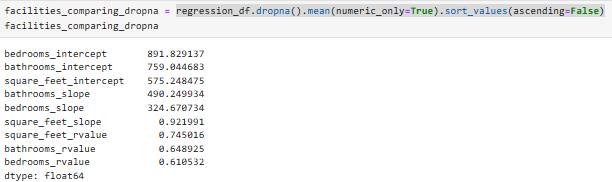 facilities_comparing_dropna = regression_df.dropna().mean(numeric_only=True).sort_values(ascending=False)
facilities_comparing_dropna
bedrooms_intercept 891.829137
bathrooms_intercept 759.044683
square_feet_intercept 575.248475
bathrooms_slope 490.249934
bedrooms_slope 324.670734
square_feet_slope 0.921991
square_feet_rvalue 0.745016
bathrooms_rvalue 0.648925
bedrooms_rvalue 0.610532
dtype: float64